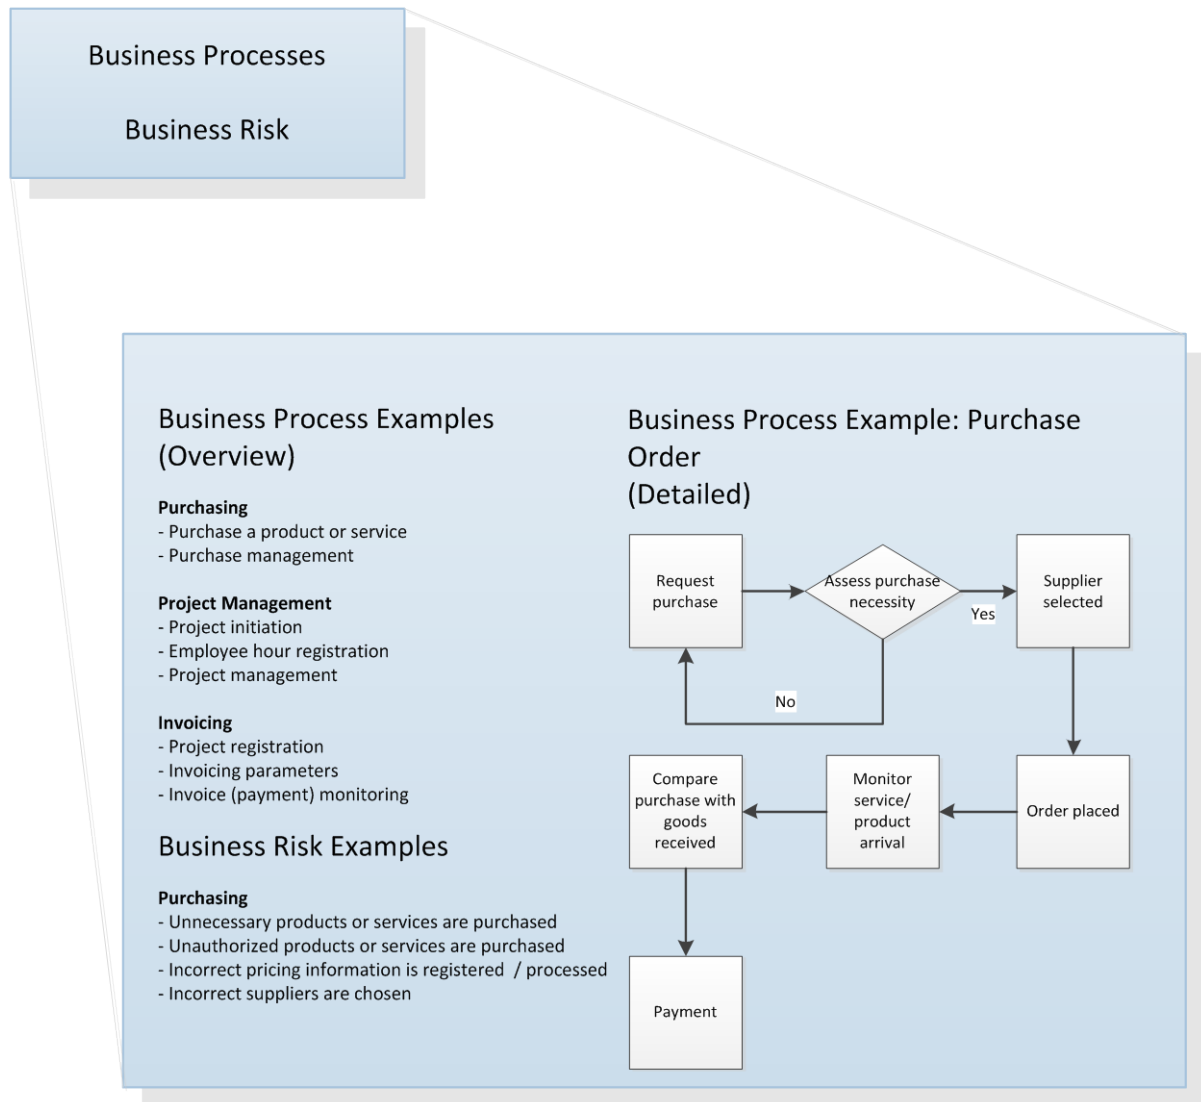 Business Processes
Business Risk
Business Process Examples
(Overview)
Purchasing
- Purchase a product or service
- Purchase management
Project Management
- Project initiation
- Employee hour registration
- Project management
Invoicing
- Project registration
- Invoicing parameters
- Invoice (payment) monitoring
Business Risk Examples
Purchasing
- Unnecessary products or services are purchased
- Unauthorized products or services are purchased
- Incorrect pricing information is registered / processed
- Incorrect suppliers are chosen
Business Process Example: Purchase
Order
(Detailed)
Request
purchase
Assess purchase
necessity
Yes
Supplier
selected
No
Compare
purchase with
goods
received
Monitor
service/
product
arrival
Order placed
Payment